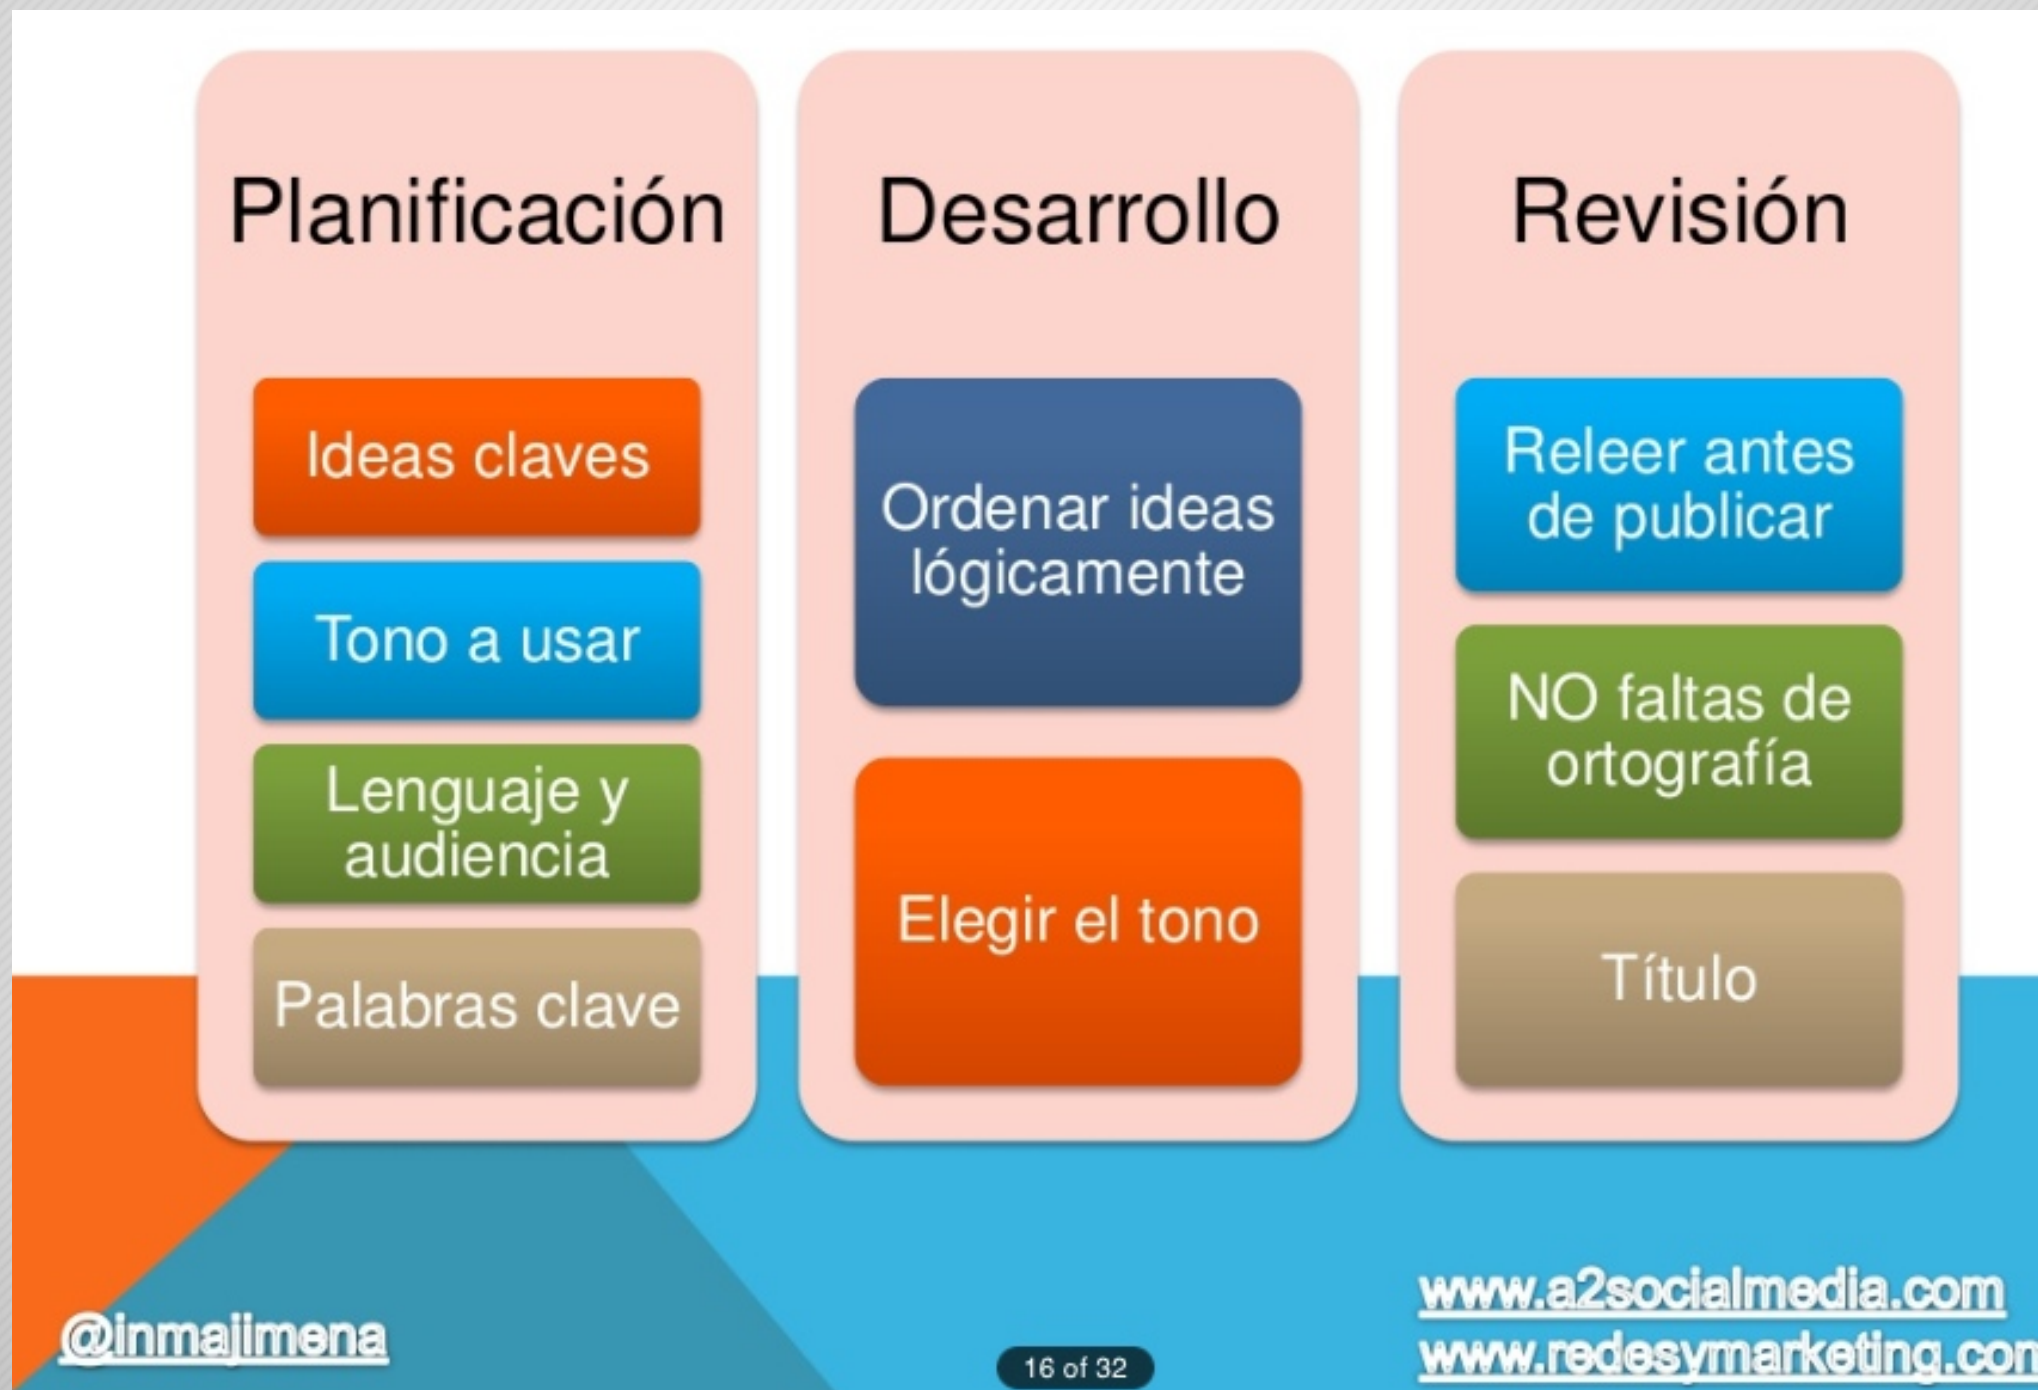 Planificación
Ideas claves
Tono a usar
Lenguaje y
audiencia
Palabras clave
Desarrollo
Ordenar ideas
lógicamente
Elegir el tono
Revisión
Releer antes
de publicar
NO faltas de
ortografía
Título
@inmajimena
16 of 32
www.a2socialmedia.com
www.redesymarketing.com